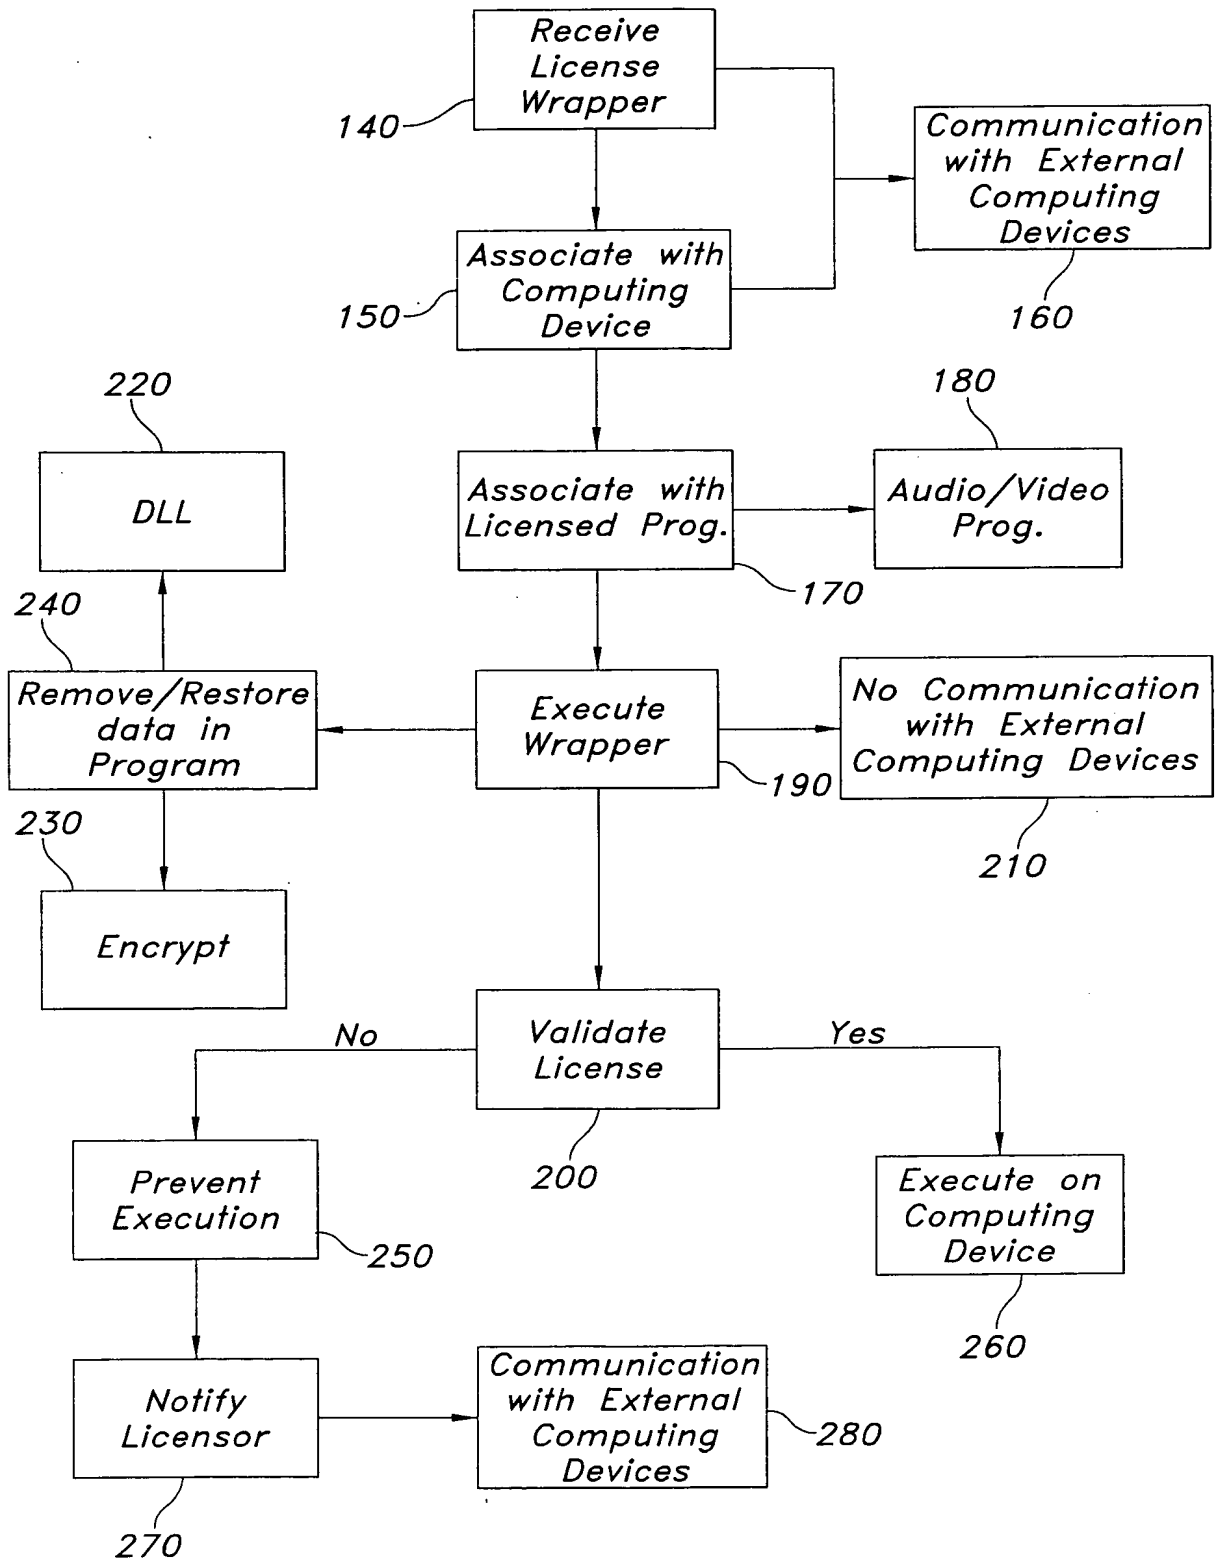 Receive
License
Wrapper
140
Communication
with External
Computing
Devices
160
Associate with
Computing
Device
150
220
180
DLL
Associate with
Licensed Prog.
170
Audio/Video
Prog.
240
Remove/Restore
data in
Program
Execute
Wrapper
190
No Communication
with External
Computing Devices
210
230
Encrypt
No
Validate
License
Yes
200
Prevent
Execution
250
Execute on
Computing
Device
260
Notify
Licensor
270
Communication
with External
Computing
Devices
280